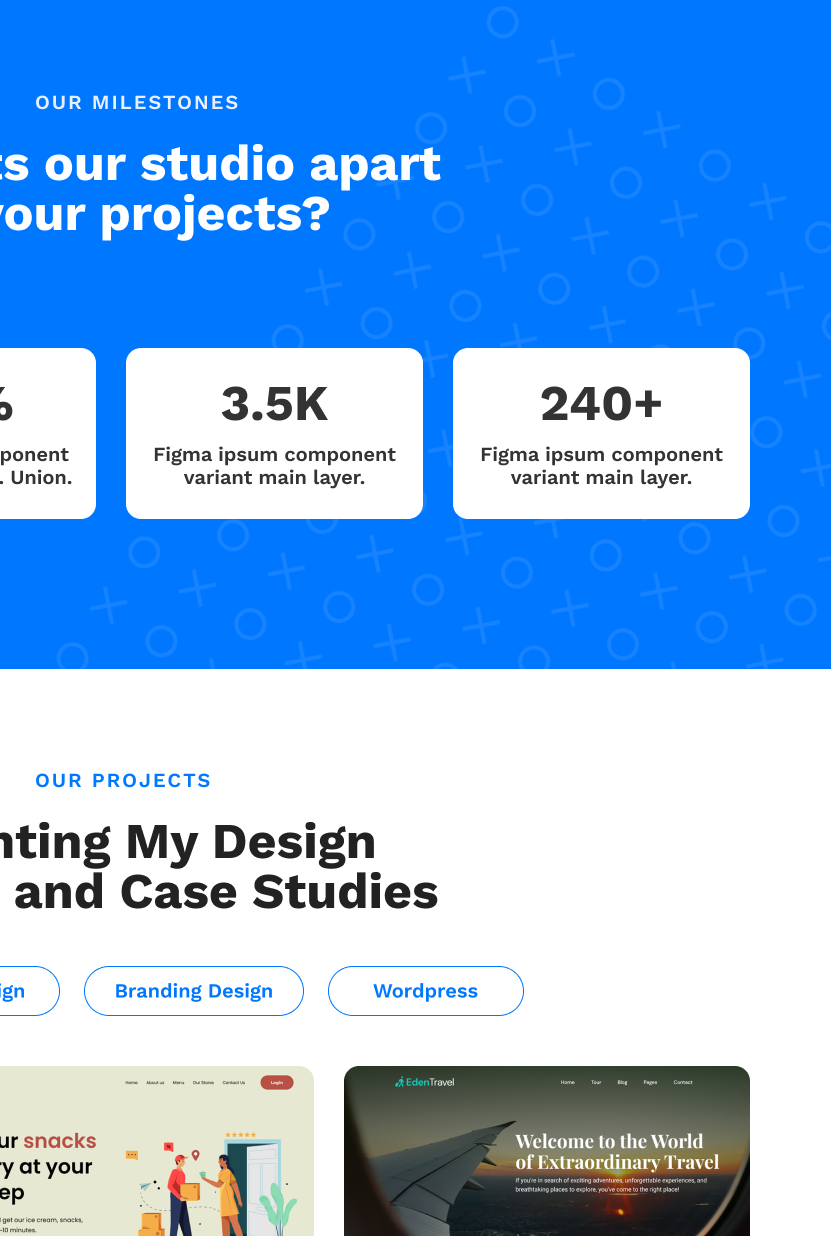 OUR MILESTONES
ts our studio apart
your projects?
%
3.5K
240+
ponent
. Union.
Figma ipsum component
variant main layer.
Figma ipsum component
variant main layer.
OUR PROJECTS
nting My Design
and Case Studies
ign
Branding Design
Wordpress
Home About us Menu Our Stores Contact Us Login
ur snacks
ry at your
ep
get our ice cream, snacks,
-10 minutes.
EdenTravel
Home Tour Blog Pages Contact
Welcome to the World
of Extraordinary Travel
If you're in search of exciting adventures, unforgettable experiences, and
breathtaking places to explore, you've come to the right place!